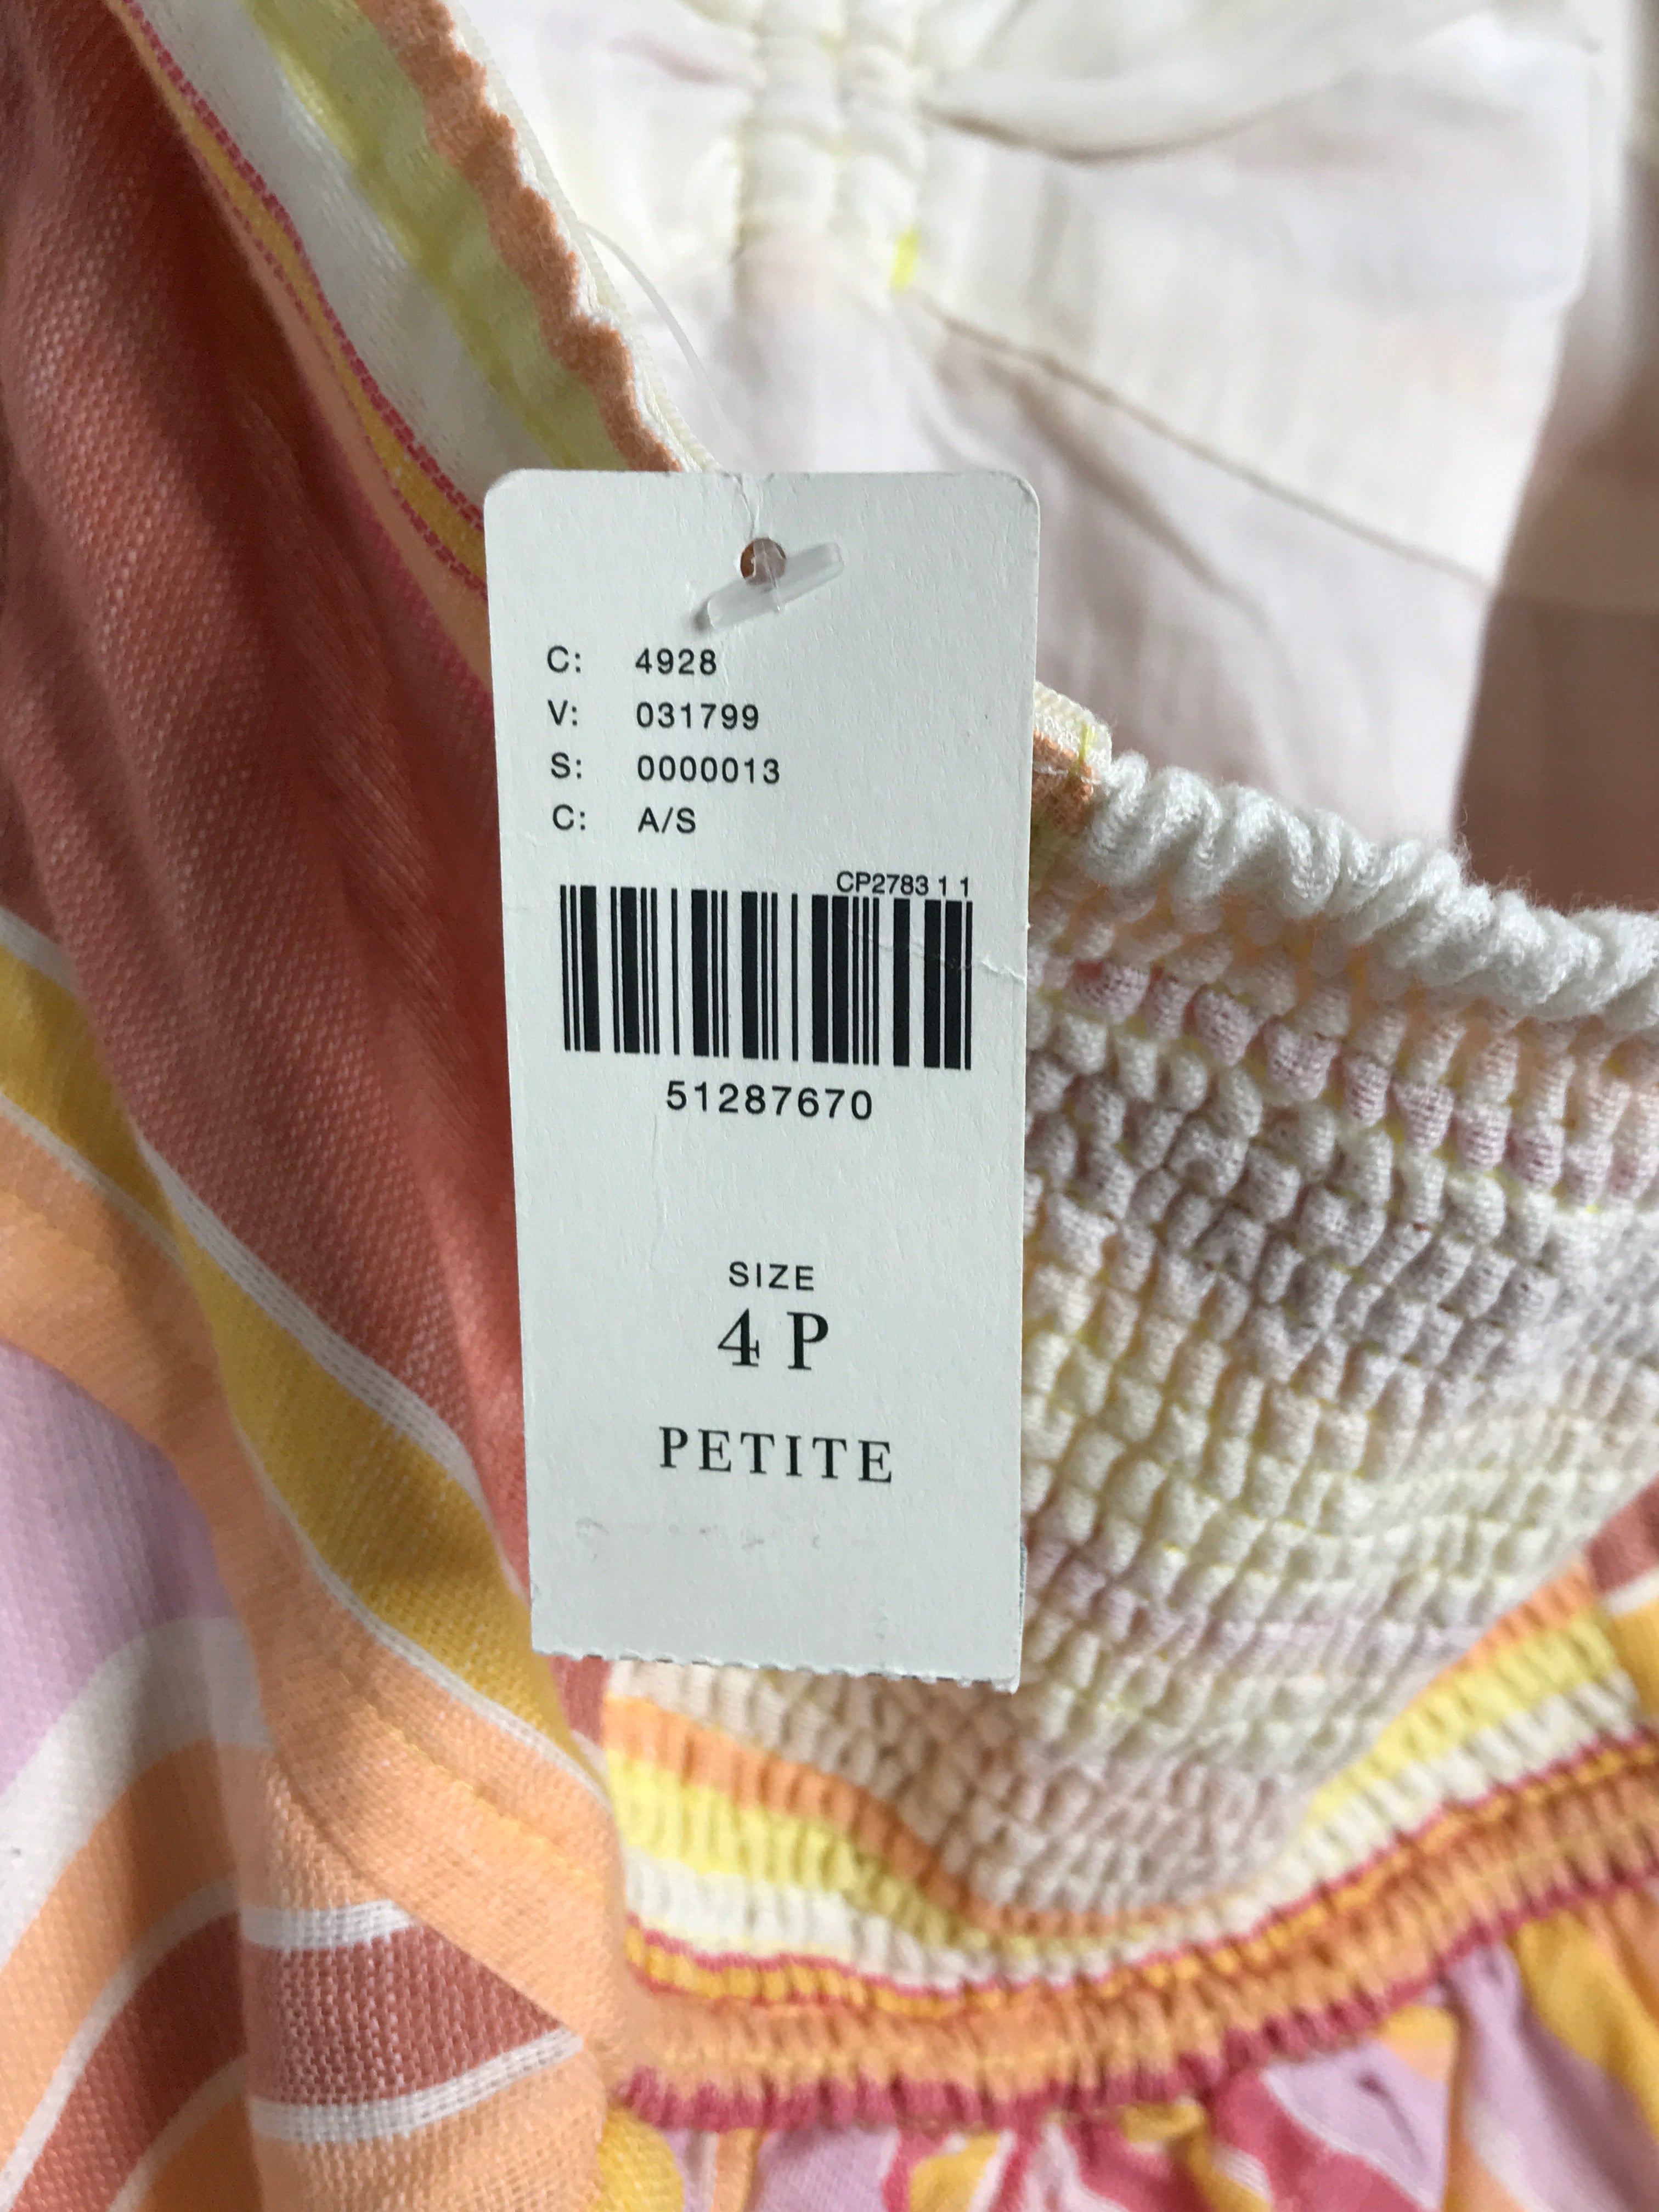 C: 4928
V: 031799
S: 0000013
C: A/S
CP2783 1 1
51287670
SIZE
4 P
PETITE